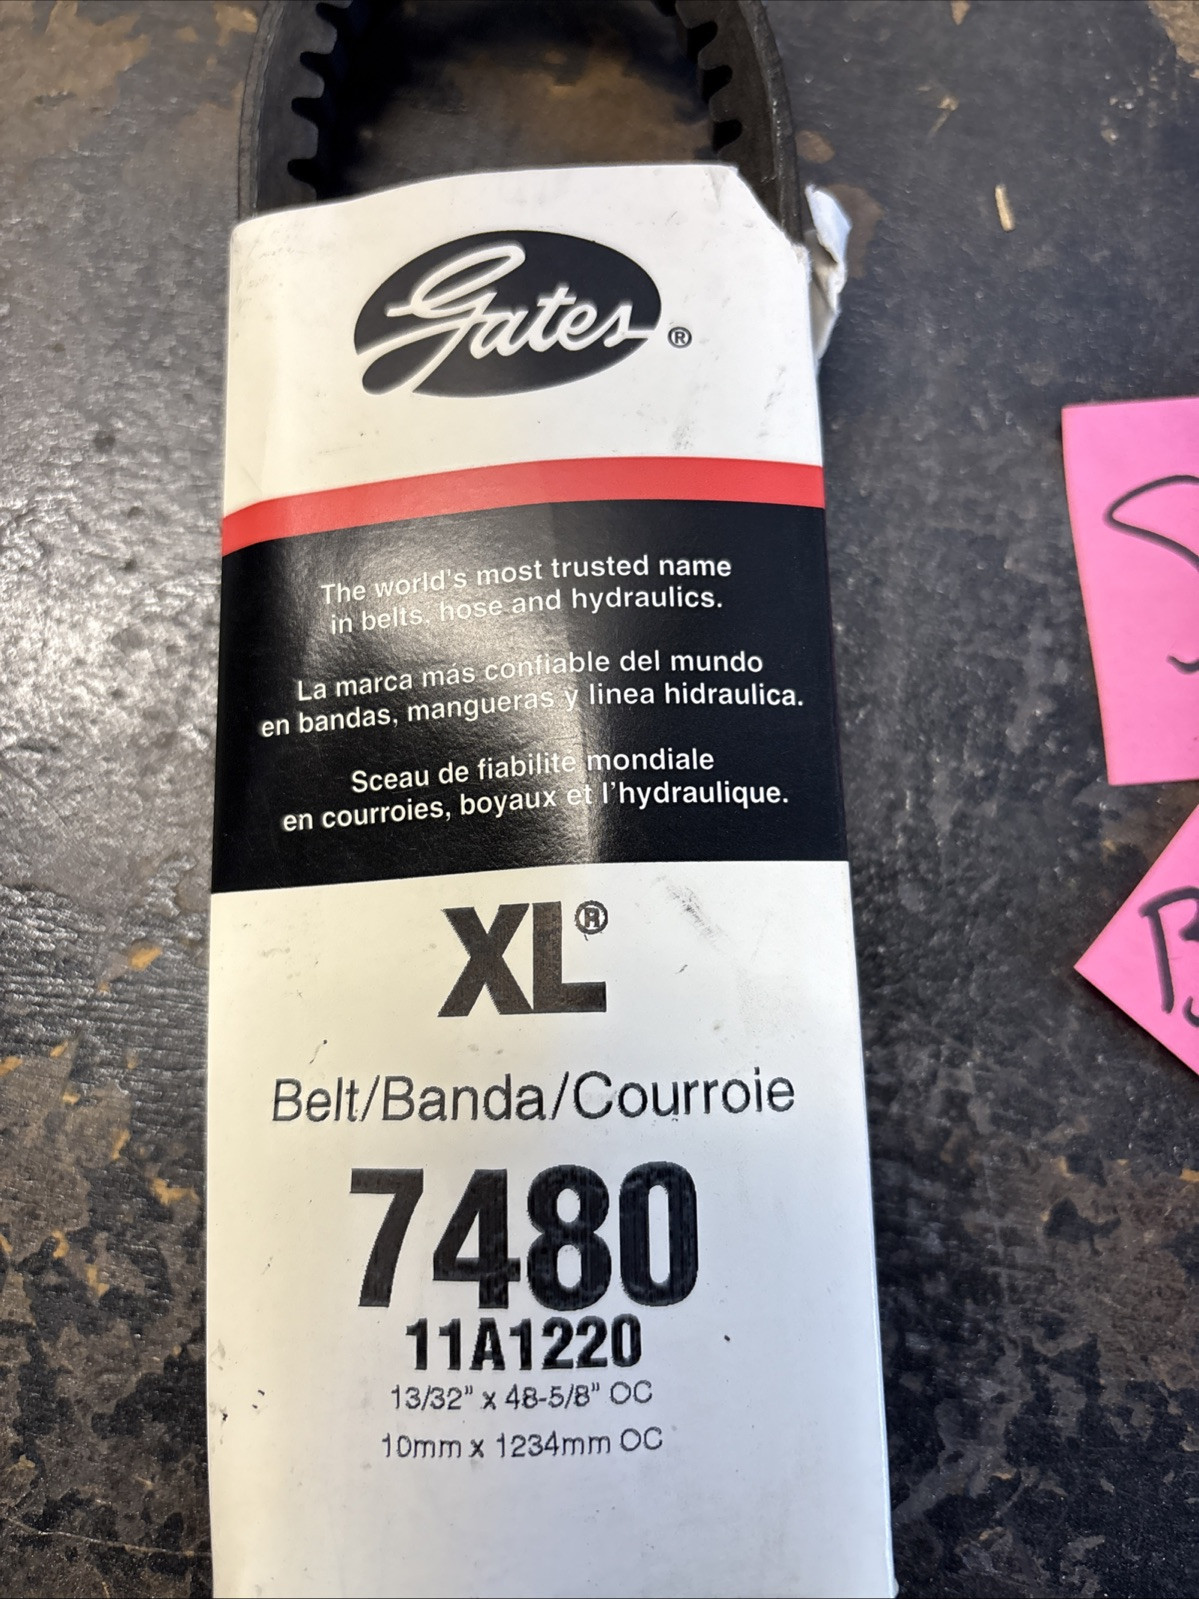 Gates®
The world's most trusted name
in belts, hose and hydraulics.
La marca más confiable del mundo
en bandas, mangueras y linea hidraulica.
Sceau de fiabilite mondiale
en courroies, boyaux et l'hydraulique.
XL®
Belt/Banda/Courroie
7480
11A1220
13/32" x 48-5/8" OC
10mm x 1234mm OC